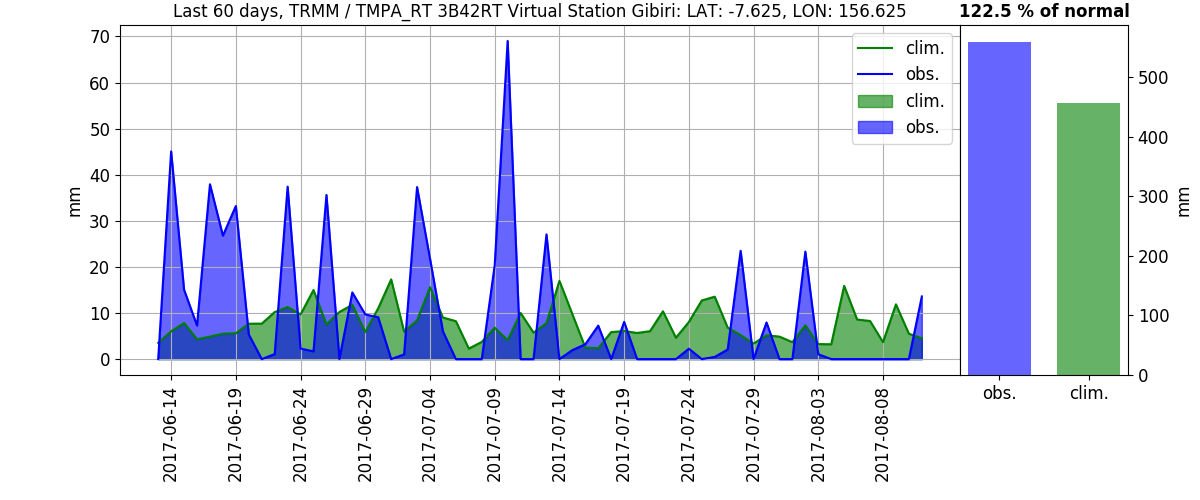 Last 60 days, TRMM / TMPA_RT 3B42RT Virtual Station Gibiri: LAT: -7.625, LON: 156.625
122.5 % of normal
mm
70
60
50
40
30
20
10
0
clim.
obs.
clim.
obs.
2017-06-14
2017-06-19
2017-06-24
2017-06-29
2017-07-04
2017-07-09
2017-07-14
2017-07-19
2017-07-24
2017-07-29
2017-08-03
2017-08-08
500
400
300
200
100
0
mm
obs.
clim.